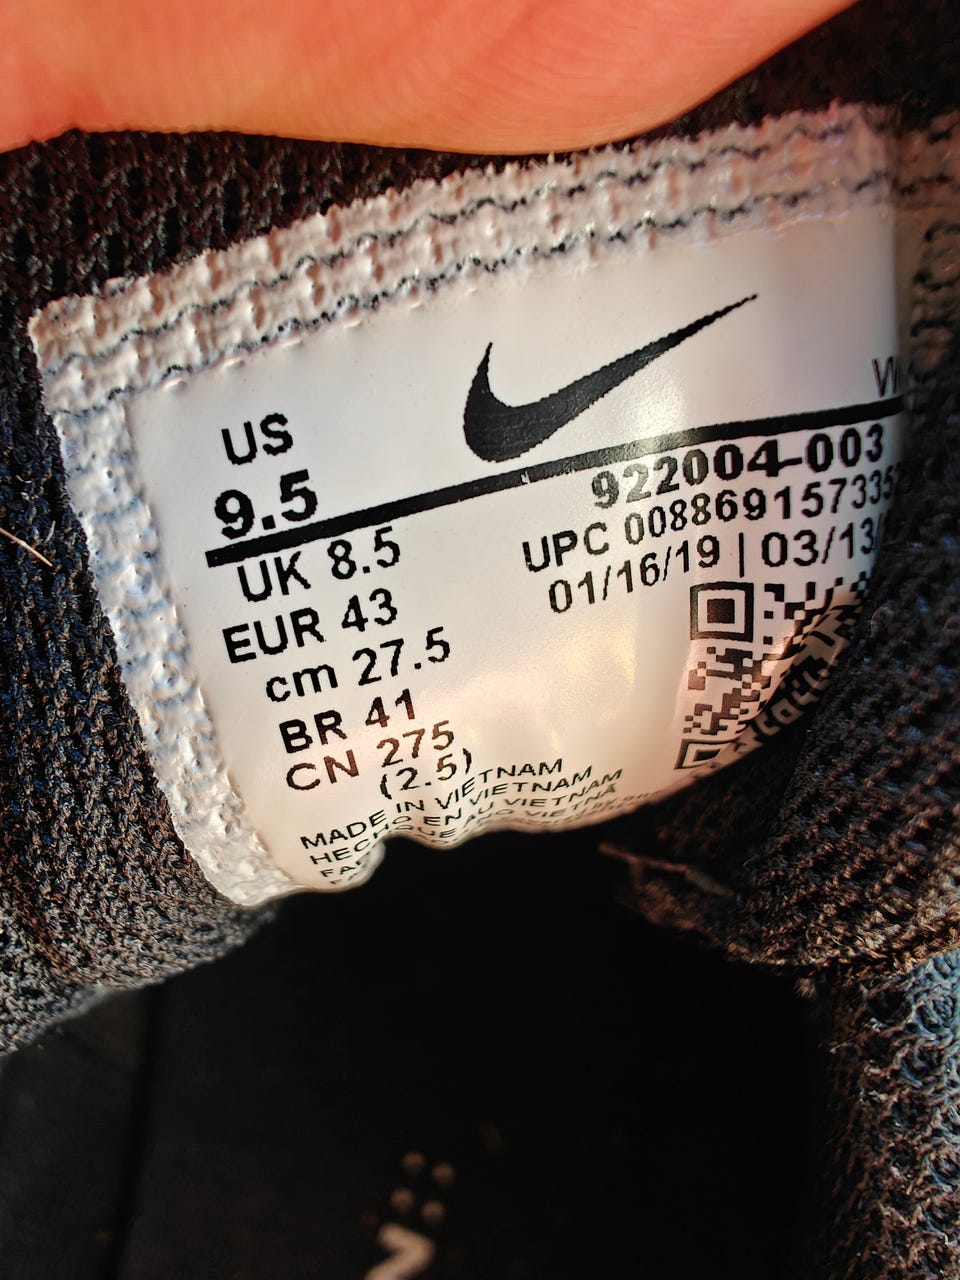 US
9.5
UK 8.5
EUR 43
cm 27.5
BR 41
CN 275
(2.5)
MADE IN VIETNAM
HECHO EN VIETNAM
922004-003
UPC 00886915733
01/16/19 | 03/13/